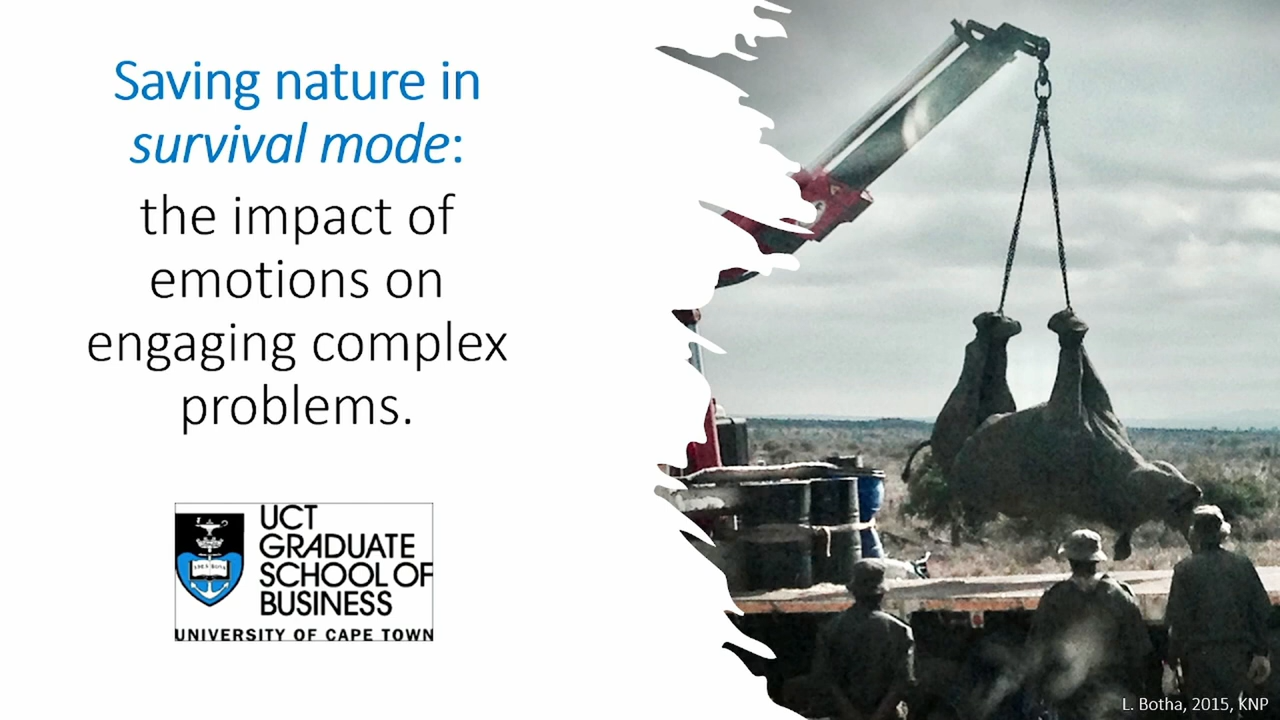 Saving nature in
survival mode:
the impact of
emotions on
engaging complex
problems.
UCT
GRADUATE
SCHOOL OF
BUSINESS
UNIVERSITY OF CAPE TOWN
L. Botha, 2015, KNP